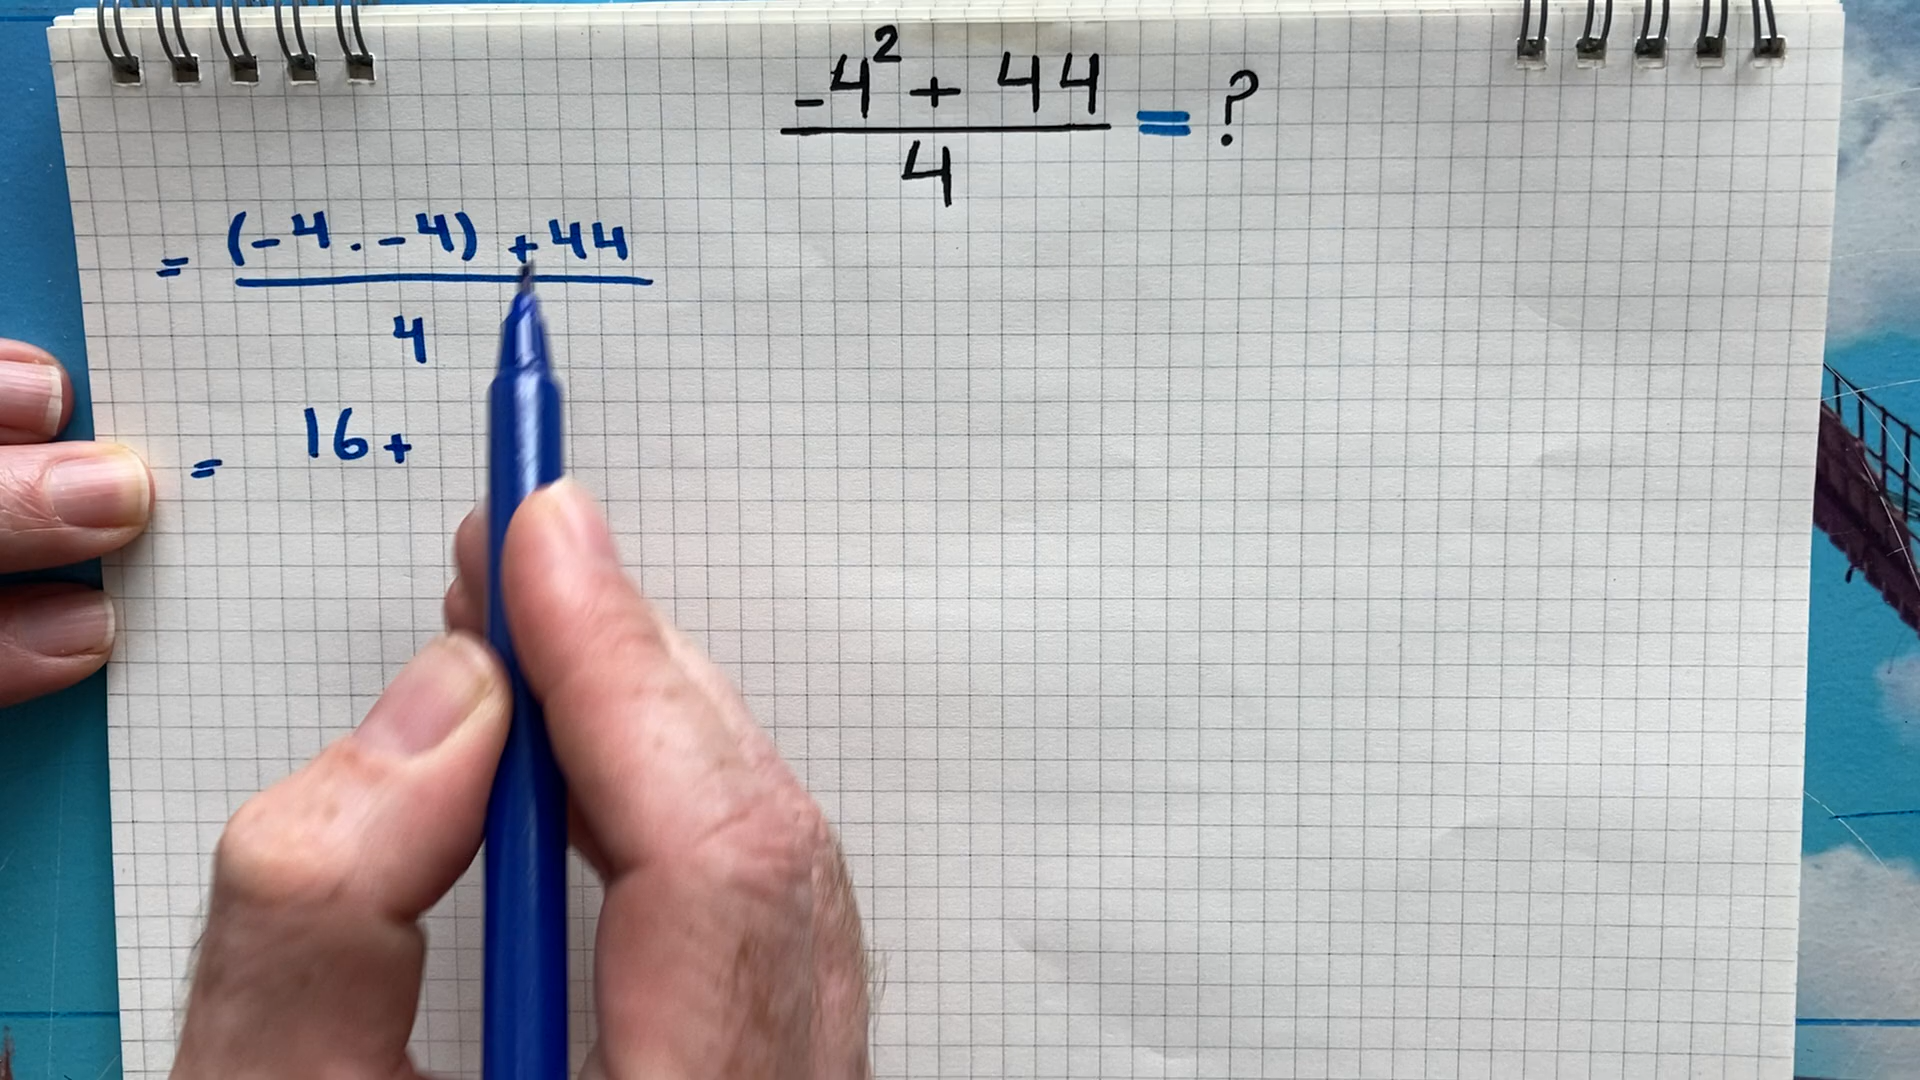 -4² + 44
4
= ?
= (-4 . -4) + 44
4
= 16 +